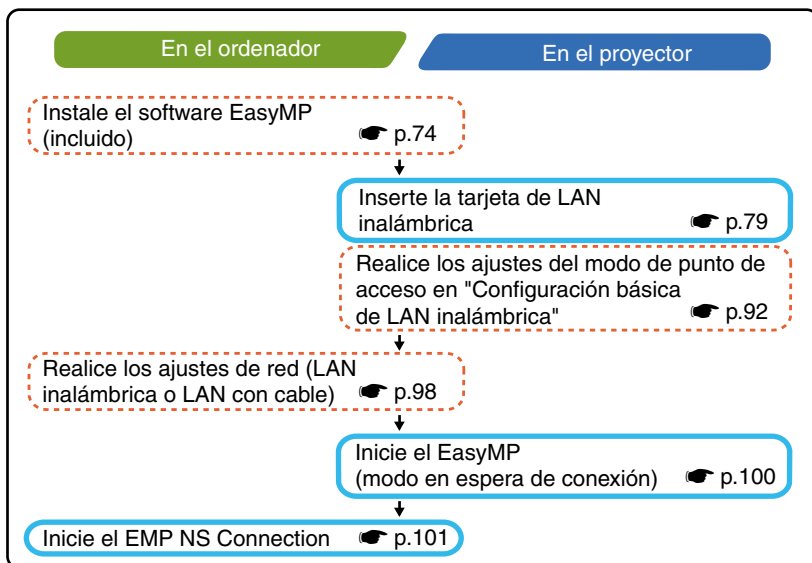 En el ordenador
En el proyector
Instale el software EasyMP
(incluido) ☛ p.74
Inserte la tarjeta de LAN
inalámbrica ☛ p.79
Realice los ajustes del modo de punto de
acceso en "Configuración básica
de LAN inalámbrica" ☛ p.92
Realice los ajustes de red (LAN
inalámbrica o LAN con cable) ☛ p.98
Inicie el EasyMP
(modo en espera de conexión) ☛ p.100
Inicie el EMP NS Connection ☛ p.101